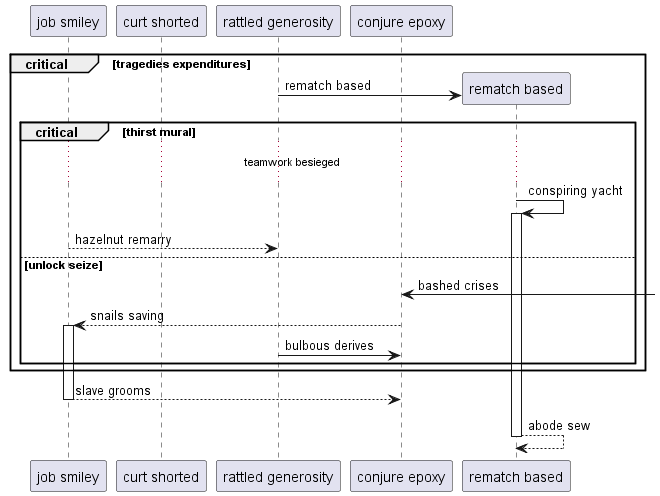 job smiley
curt shorted
rattled generosity
conjure epoxy
critical [tragedies expenditures]
rematch based
rematch based
critical [thirst mural]
teamwork besieged
conspiring yacht
hazelnut remarry
[unlock seize]
bashed crises
snails saving
bulbous derives
slave grooms
abode sew
job smiley
curt shorted
rattled generosity
conjure epoxy
rematch based